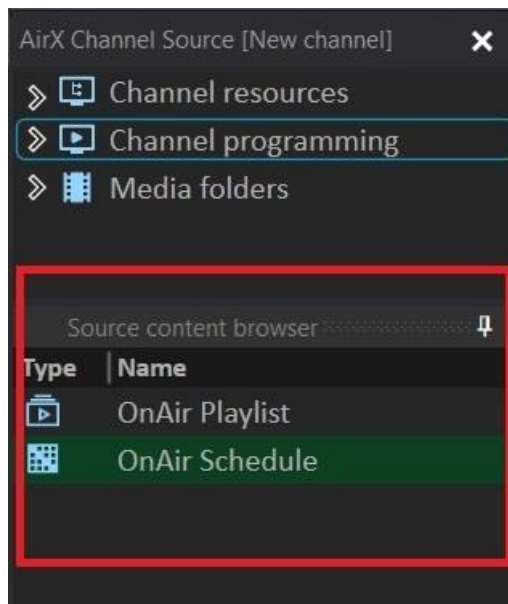 AirX Channel Source [New channel]
Channel resources
Channel programming
Media folders
Source content browser
Type Name
OnAir Playlist
OnAir Schedule